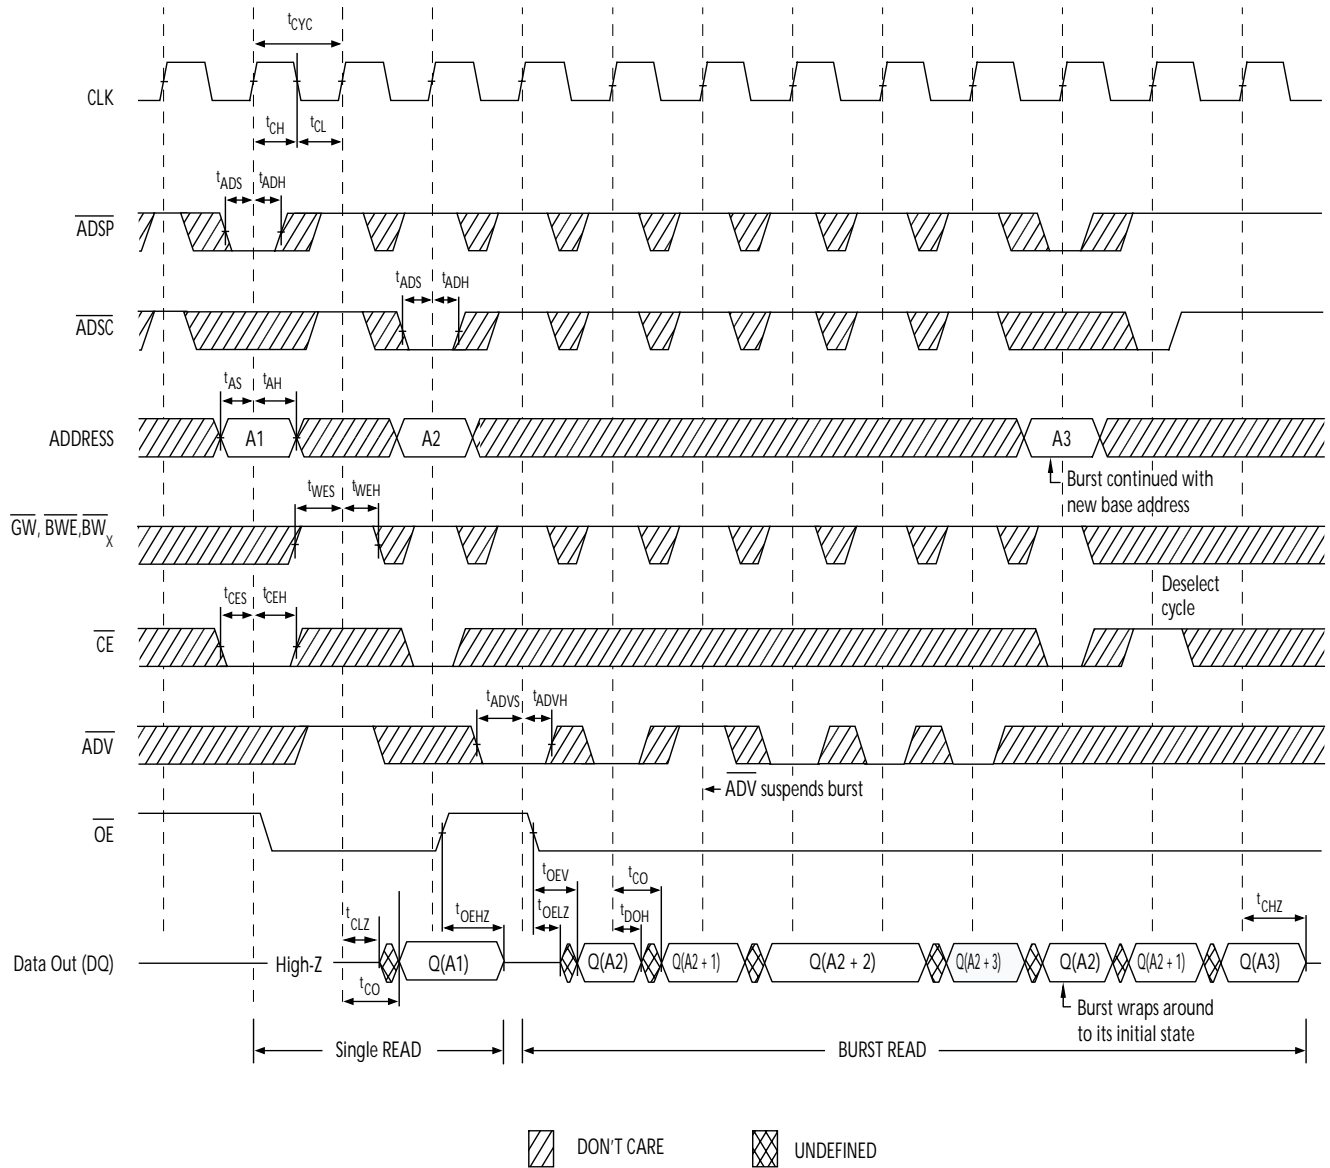 tCYC
CLK
tCH tCL
tADS tADH
ADSP
tADS tADH
ADSC
tAS tAH
ADDRESS A1 A2 A3
Burst continued with
new base address
tWES tWEH
GW, BWE,BWX
Deselect
cycle
tCES tCEH
CE
tADVS tADVH
ADV
ADV suspends burst
OE
tOEV tCO
tCLZ tOEHZ tOELZ tDOH tCHZ
Data Out (DQ) High-Z Q(A1) Q(A2) Q(A2 + 1) Q(A2 + 2) Q(A2 + 3) Q(A2) Q(A2 + 1) Q(A3)
tCO
Burst wraps around
to its initial state
Single READ BURST READ
DON'T CARE UNDEFINED